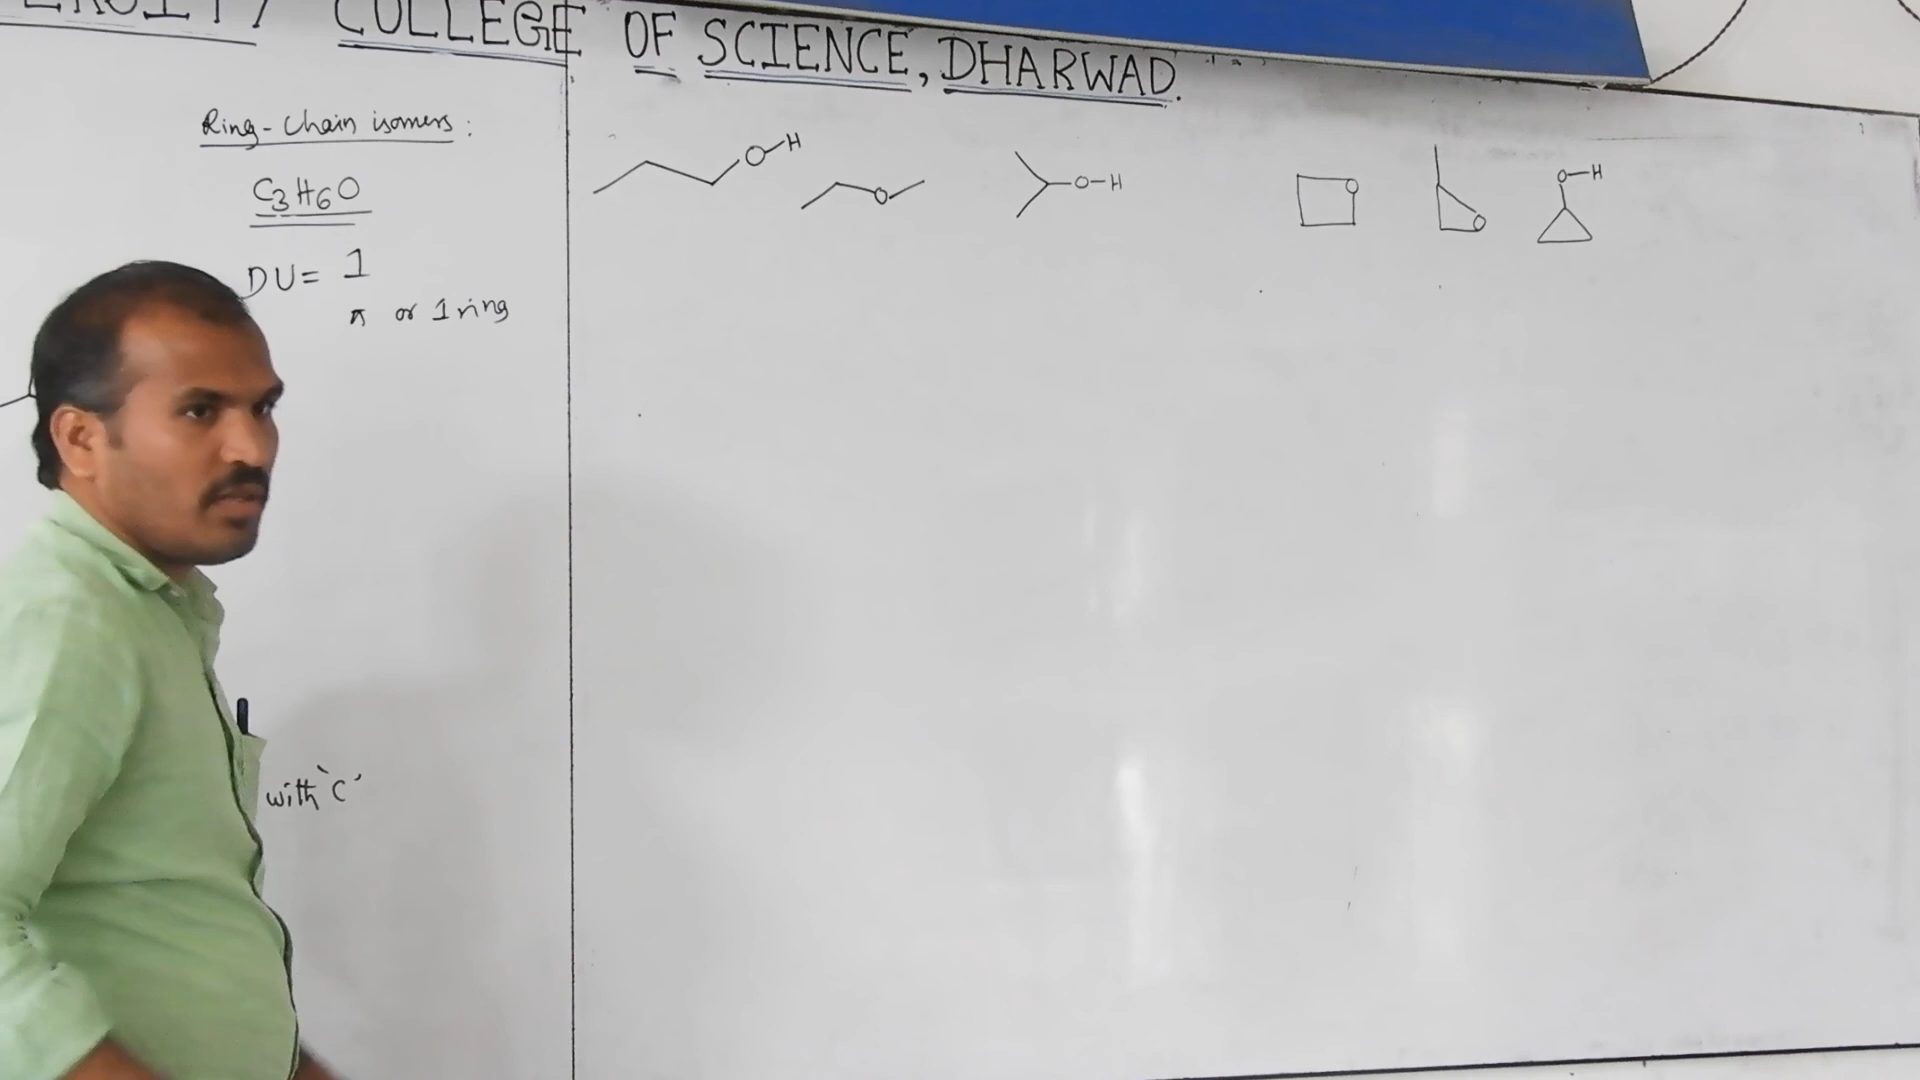 COLLEGE OF SCIENCE, DHARWAD.
Ring-Chain isomers:
C3H6O
DU= 1
π or 1 ring
with 'C'
O-H
O
O-H
O
O
O-H